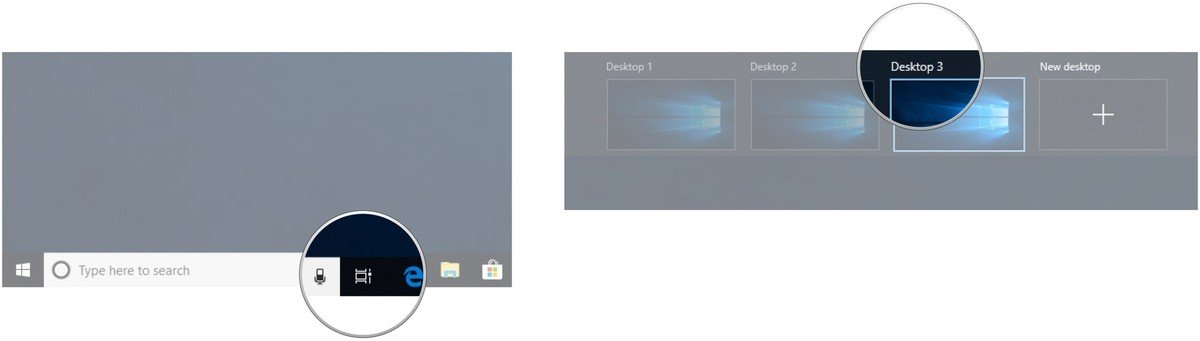 Type here to search
Desktop 1
Desktop 2
Desktop 3
New desktop